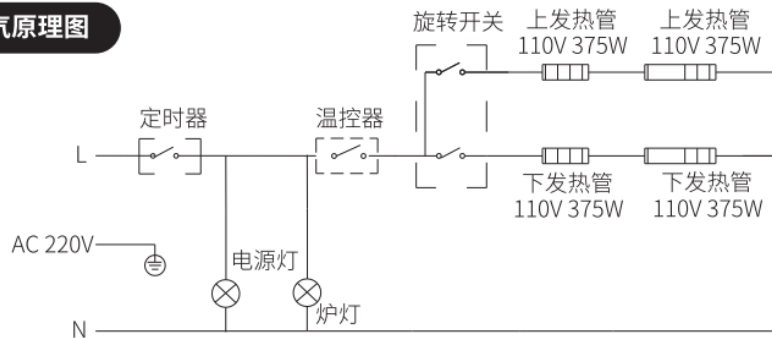 气原理图
旋转开关
上发热管
110V 375W
上发热管
110V 375W
定时器
温控器
L
下发热管
110V 375W
下发热管
110V 375W
AC 220V
电源灯
炉灯
N